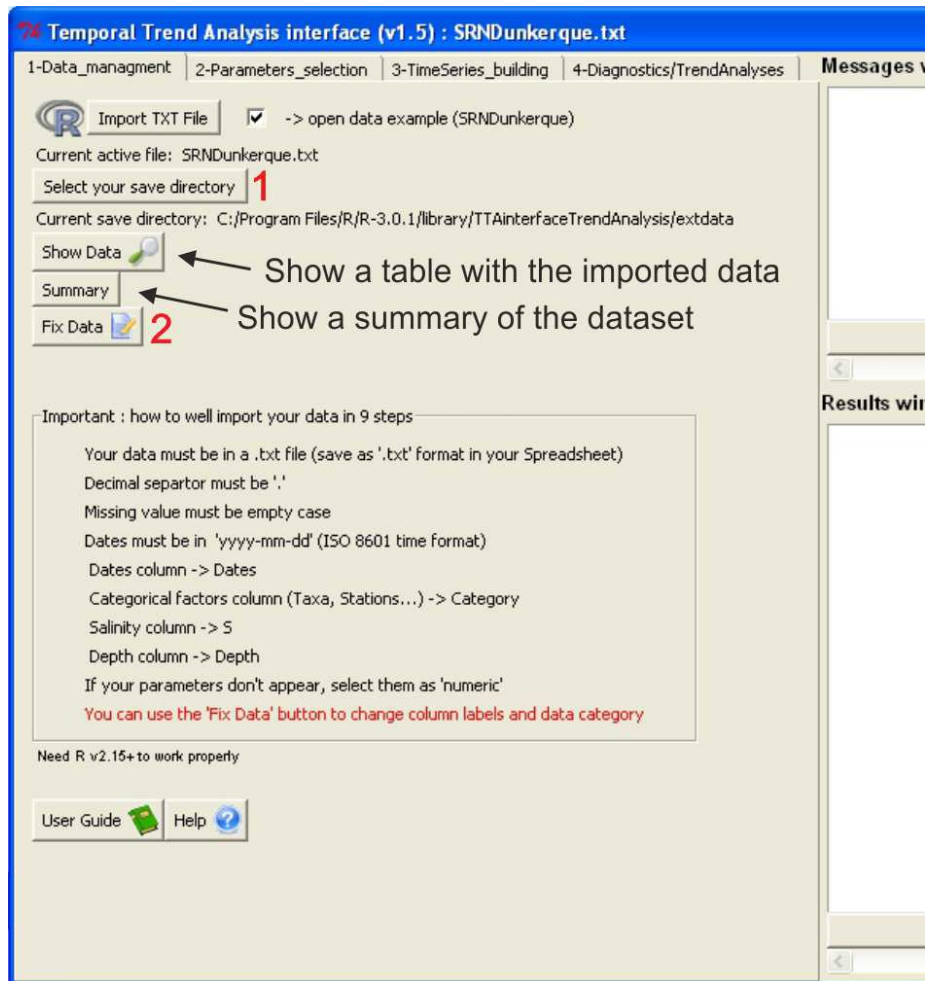 Temporal Trend Analysis interface (v1.5) : SRNDunkerque.txt
1-Data_managment 2-Parameters_selection 3-TimeSeries_building 4-Diagnostics/TrendAnalyses Messages
Import TXT File -> open data example (SRNDunkerque)
Current active file: SRNDunkerque.txt
Select your save directory 1
Current save directory: C:/Program Files/R/R-3.0.1/library/TTAinterfaceTrendAnalysis/extdata
Show Data
Show a table with the imported data
Summary
Show a summary of the dataset
Fix Data 2
Results
Important : how to well import your data in 9 steps
Your data must be in a .txt file (save as '.txt' format in your Spreadsheet)
Decimal separtor must be '.'
Missing value must be empty case
Dates must be in 'yyyy-mm-dd' (ISO 8601 time format)
Dates column -> Dates
Categorical factors column (Taxa, Stations...) -> Category
Salinity column -> S
Depth column -> Depth
If your parameters don't appear, select them as 'numeric'
You can use the 'Fix Data' button to change column labels and data category
Need R v2.15+ to work properly
User Guide Help